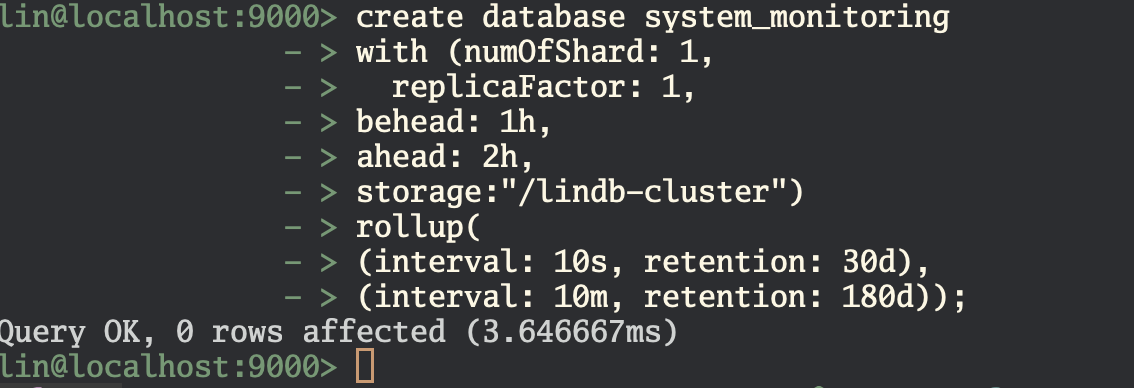 lin@localhost:9000> create database system_monitoring
- > with (numOfShard: 1,
- > replicaFactor: 1,
- > behead: 1h,
- > ahead: 2h,
- > storage:"/lindb-cluster")
- > rollup(
- > (interval: 10s, retention: 30d),
- > (interval: 10m, retention: 180d));
Query OK, 0 rows affected (3.646667ms)
lin@localhost:9000>